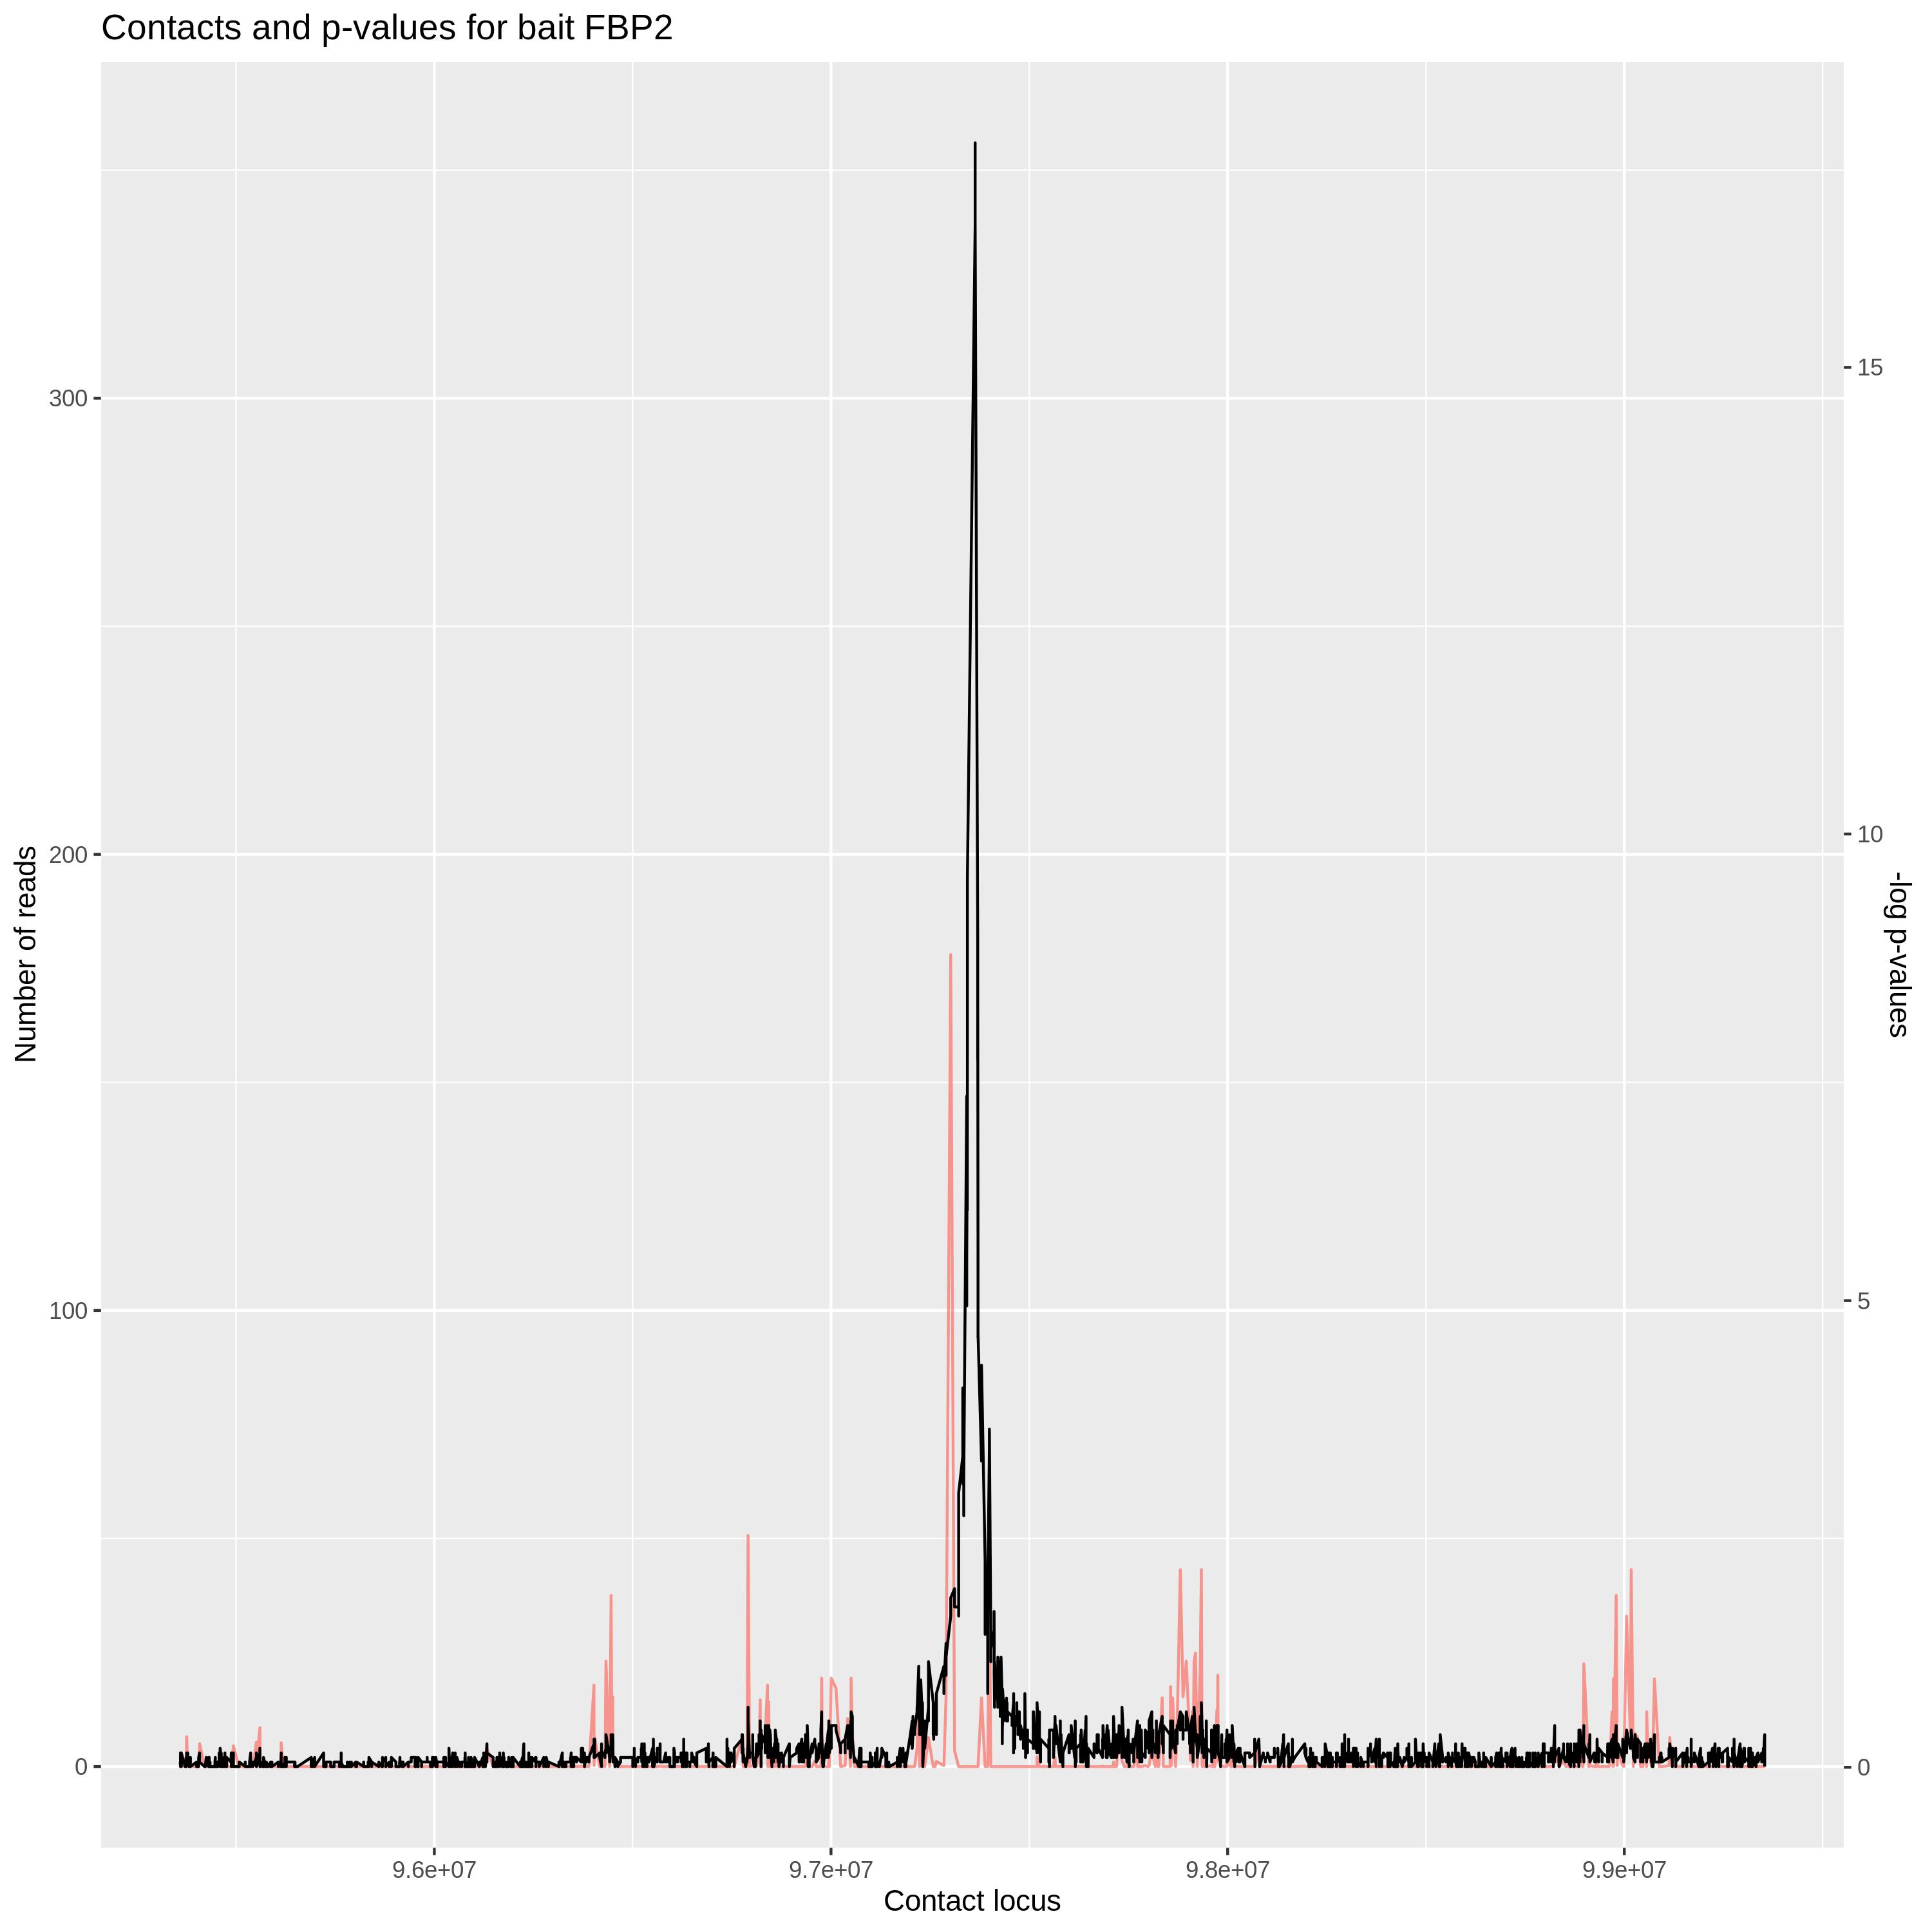 Contacts and p-values for bait FBP2
Number of reads
300
200
100
0
15
10
5
0
-log p-values
9.6e+07
9.7e+07
9.8e+07
9.9e+07
Contact locus